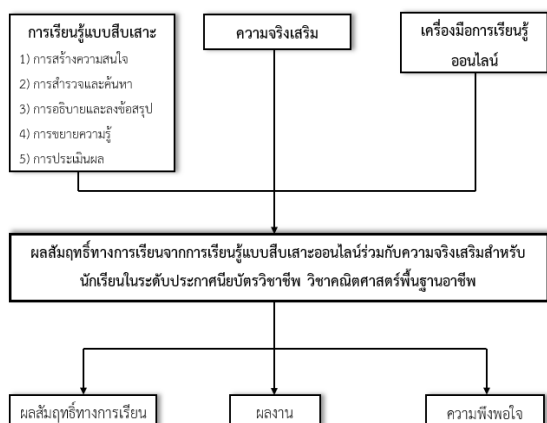 การเรียนรู้แบบสืบเสาะ
1) การสร้างความสนใจ
2) การสำรวจและค้นหา
3) การอธิบายและลงข้อสรุป
4) การขยายความรู้
5) การประเมินผล
ความจริงเสริม
เครื่องมือการเรียนรู้
ออนไลน์
ผลสัมฤทธิ์ทางการเรียนจากการเรียนรู้แบบสืบเสาะออนไลน์ร่วมกับความจริงเสริมสำหรับ
นักเรียนในระดับประกาศนียบัตรวิชาชีพ วิชาคณิตศาสตร์พื้นฐานอาชีพ
ผลสัมฤทธิ์ทางการเรียน
ผลงาน
ความพึงพอใจ